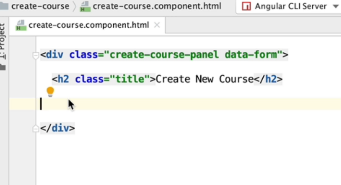 create-course
create-course.component.html
Angular CLI Server
create-course.component.html
1: Project
<div class="create-course-panel data-form">
<h2 class="title">Create New Course</h2>
</div>